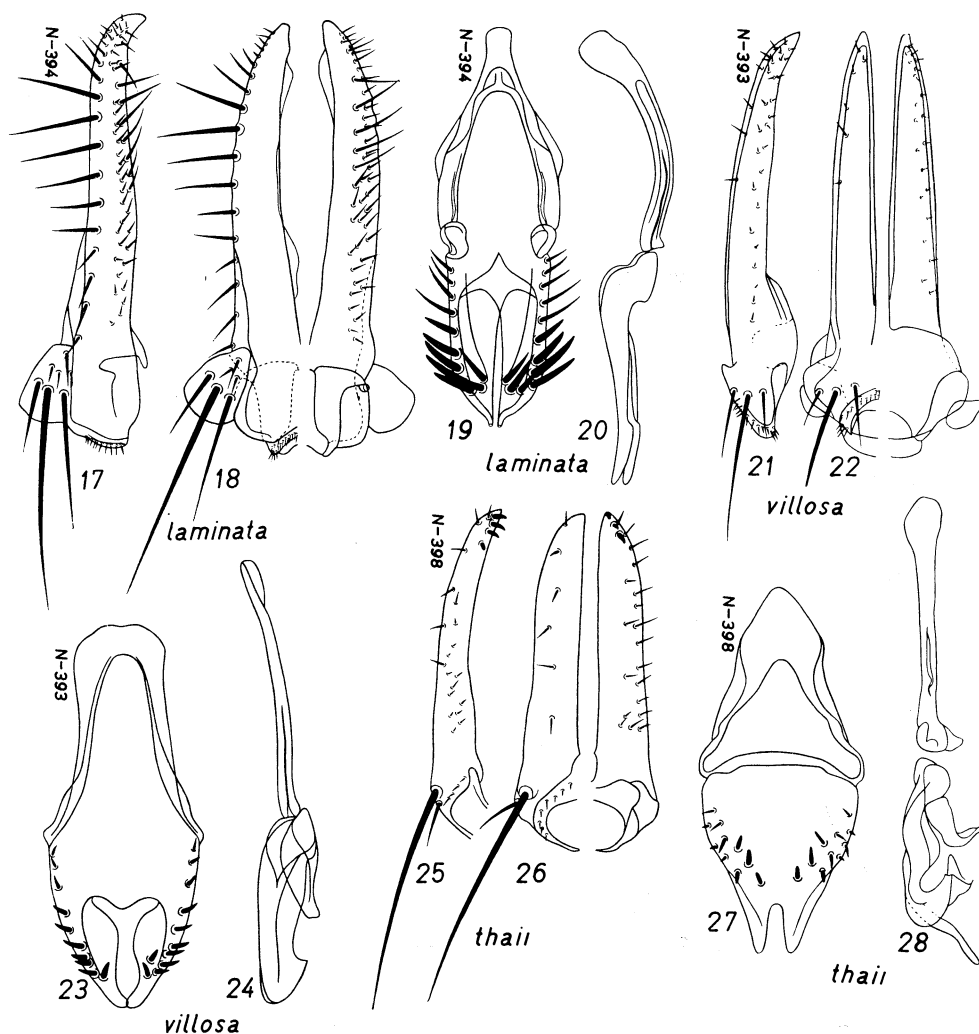 N-394
N-394
N-393
17
18
laminata
19
20
laminata
21
22
villosa
N-398
N-393
N-398
23
24
villosa
25
26
thaii
27
28
thaii